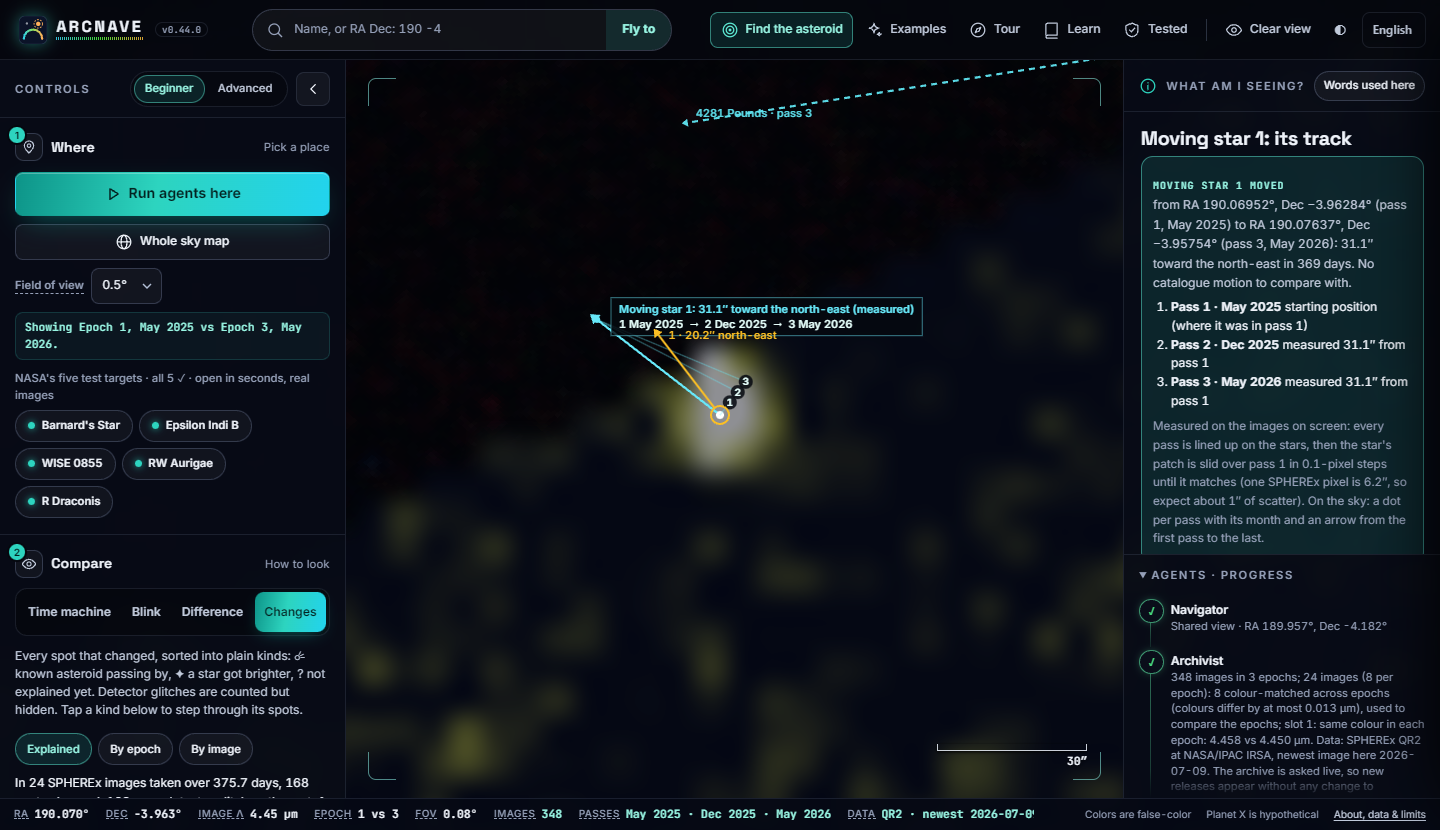 ARCNAVE
v0.44.0
Name, or RA Dec: 190 -4
Fly to
Find the asteroid
Examples
Tour
Learn
Tested
Clear view
English
CONTROLS
Beginner
Advanced
1
Where
Pick a place
Run agents here
Whole sky map
Field of view
0.5°
Showing Epoch 1, May 2025 vs Epoch 3, May
2026.
NASA's five test targets · all 5 ✓ · open in seconds, real
images
Barnard's Star
Epsilon Indi B
WISE 0855
RW Aurigae
R Draconis
2
Compare
How to look
Time machine
Blink
Difference
Changes
Every spot that changed, sorted into plain kinds: ☄
known asteroid passing by, ✦ a star got brighter, ? not
explained yet. Detector glitches are counted but
hidden. Tap a kind below to step through its spots.
Explained
By epoch
By image
In 24 SPHEREx images taken over 375.7 days, 168
4281 Pounds · pass 3
Moving star 1: 31.1″ toward the north-east (measured)
1 May 2025 → 2 Dec 2025 → 3 May 2026
1 · 20.2″ north-east
3
2
1
30″
WHAT AM I SEEING?
Words used here
Moving star 1: its track
MOVING STAR 1 MOVED
from RA 190.06952°, Dec −3.96284° (pass
1, May 2025) to RA 190.07637°, Dec
−3.95754° (pass 3, May 2026): 31.1″
toward the north-east in 369 days. No
catalogue motion to compare with.
1. Pass 1 · May 2025 starting position
(where it was in pass 1)
2. Pass 2 · Dec 2025 measured 31.1″ from
pass 1
3. Pass 3 · May 2026 measured 31.1″ from
pass 1
Measured on the images on screen: every
pass is lined up on the stars, then the star's
patch is slid over pass 1 in 0.1-pixel steps
until it matches (one SPHEREx pixel is 6.2″, so
expect about 1″ of scatter). On the sky: a dot
per pass with its month and an arrow from the
first pass to the last.
▼ AGENTS · PROGRESS
Navigator
Shared view · RA 189.957°, Dec -4.182°
Archivist
348 images in 3 epochs; 24 images (8 per
epoch): 8 colour-matched across epochs
(colours differ by at most 0.013 µm), used to
compare the epochs; slot 1: same colour in each
epoch: 4.458 vs 4.450 µm. Data: SPHEREx QR2
at NASA/IPAC IRSA, newest image here 2026-
07-09. The archive is asked live, so new
releases appear without any change to
RA 190.070°
DEC -3.963°
IMAGE Λ 4.45 µm
EPOCH 1 vs 3
FOV 0.08°
IMAGES 348
PASSES May 2025 · Dec 2025 · May 2026
DATA QR2 · newest 2026-07-09
Colors are false-color
Planet X is hypothetical
About, data & limits